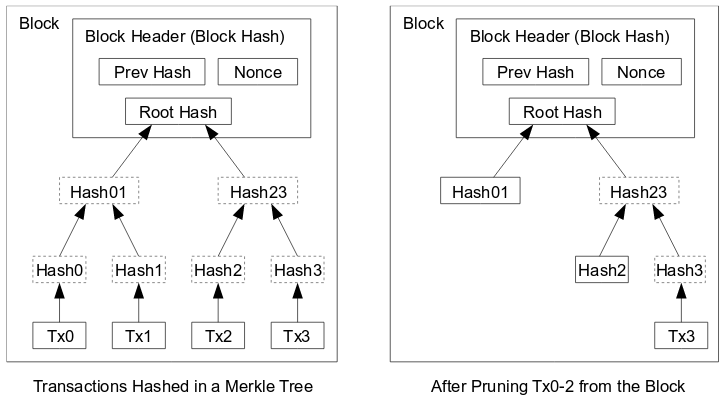 Block
Block Header (Block Hash)
Prev Hash
Nonce
Root Hash
Hash01
Hash23
Hash0
Hash1
Hash2
Hash3
Tx0
Tx1
Tx2
Tx3
Transactions Hashed in a Merkle Tree
Block
Block Header (Block Hash)
Prev Hash
Nonce
Root Hash
Hash01
Hash23
Hash2
Hash3
Tx3
After Pruning Tx0-2 from the Block